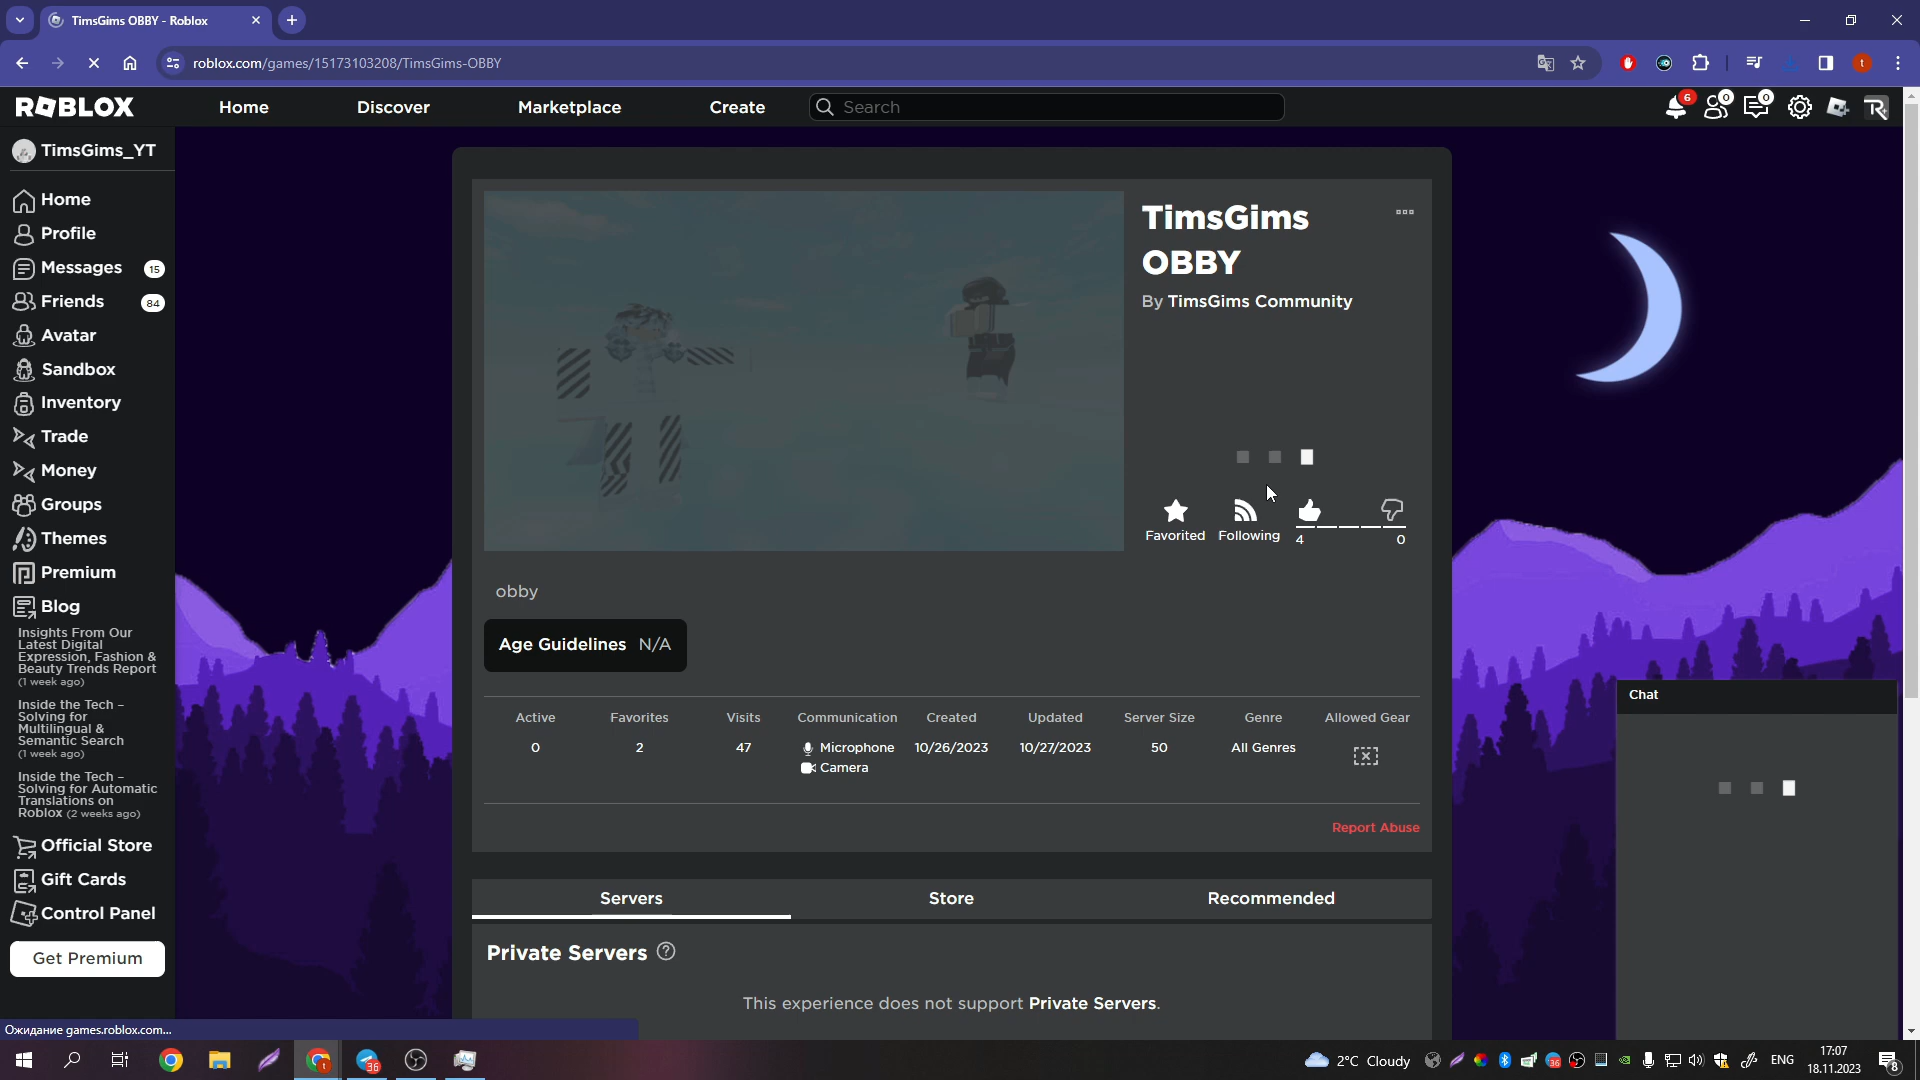 TimsGims OBBY - Roblox
roblox.com/games/15173103208/TimsGims-OBBY
ROBLOX
Home
Discover
Marketplace
Create
Search
6
0
0
TimsGims_YT
Home
Profile
Messages 15
Friends 84
Avatar
Sandbox
Inventory
Trade
Money
Groups
Themes
Premium
Blog
Insights From Our
Latest Digital
Expression, Fashion &
Beauty Trends Report
(1 week ago)
Inside the Tech –
Solving for
Multilingual &
Semantic Search
(1 week ago)
Inside the Tech –
Solving for Automatic
Translations on
Roblox (2 weeks ago)
Official Store
Gift Cards
Control Panel
Get Premium
TimsGims
OBBY
By TimsGims Community
Favorited
Following
4
0
obby
Age Guidelines N/A
Active Favorites Visits Communication Created Updated Server Size Genre Allowed Gear
0 2 47 Microphone 10/26/2023 10/27/2023 50 All Genres
Camera
Report Abuse
Servers
Store
Recommended
Private Servers
This experience does not support Private Servers.
Chat
Ожидание games.roblox.com...
36
2°C Cloudy
36
ENG
17:07
18.11.2023
8